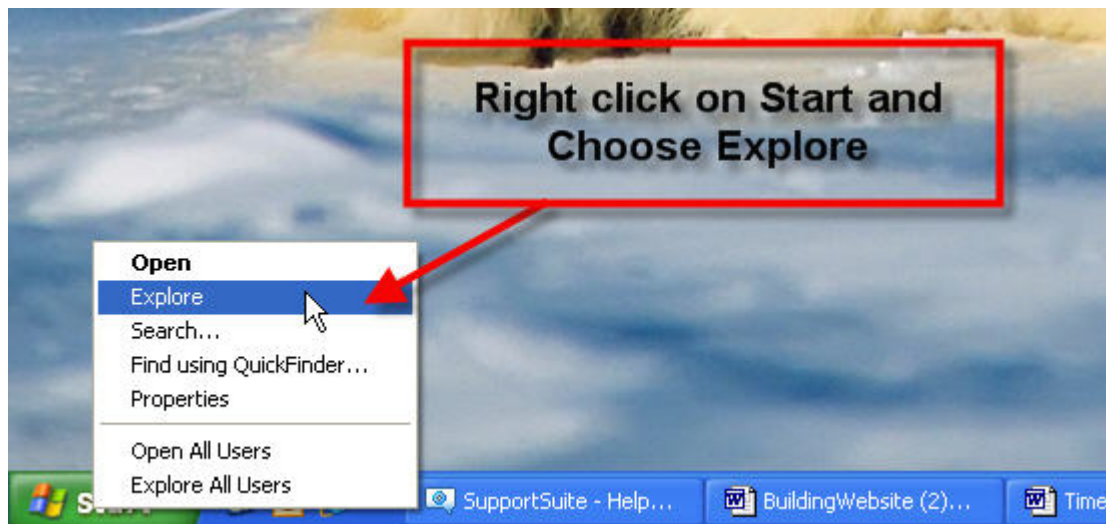 Right click on Start and
Choose Explore
Open
Explore
Search...
Find using QuickFinder...
Properties
Open All Users
Explore All Users
SupportSuite - Help...
BuildingWebsite (2)...
Time